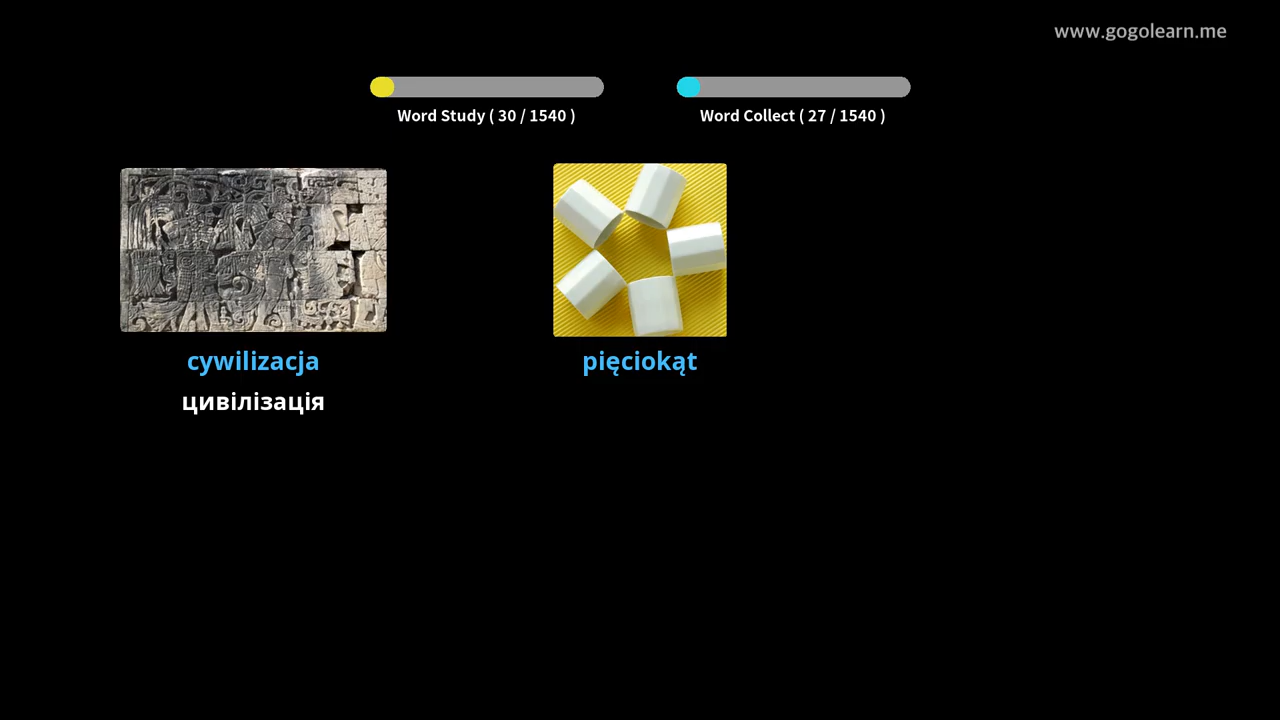 www.gogolearn.me
Word Study ( 30 / 1540 )
Word Collect ( 27 / 1540 )
cywilizacja
цивілізація
pięciokąt